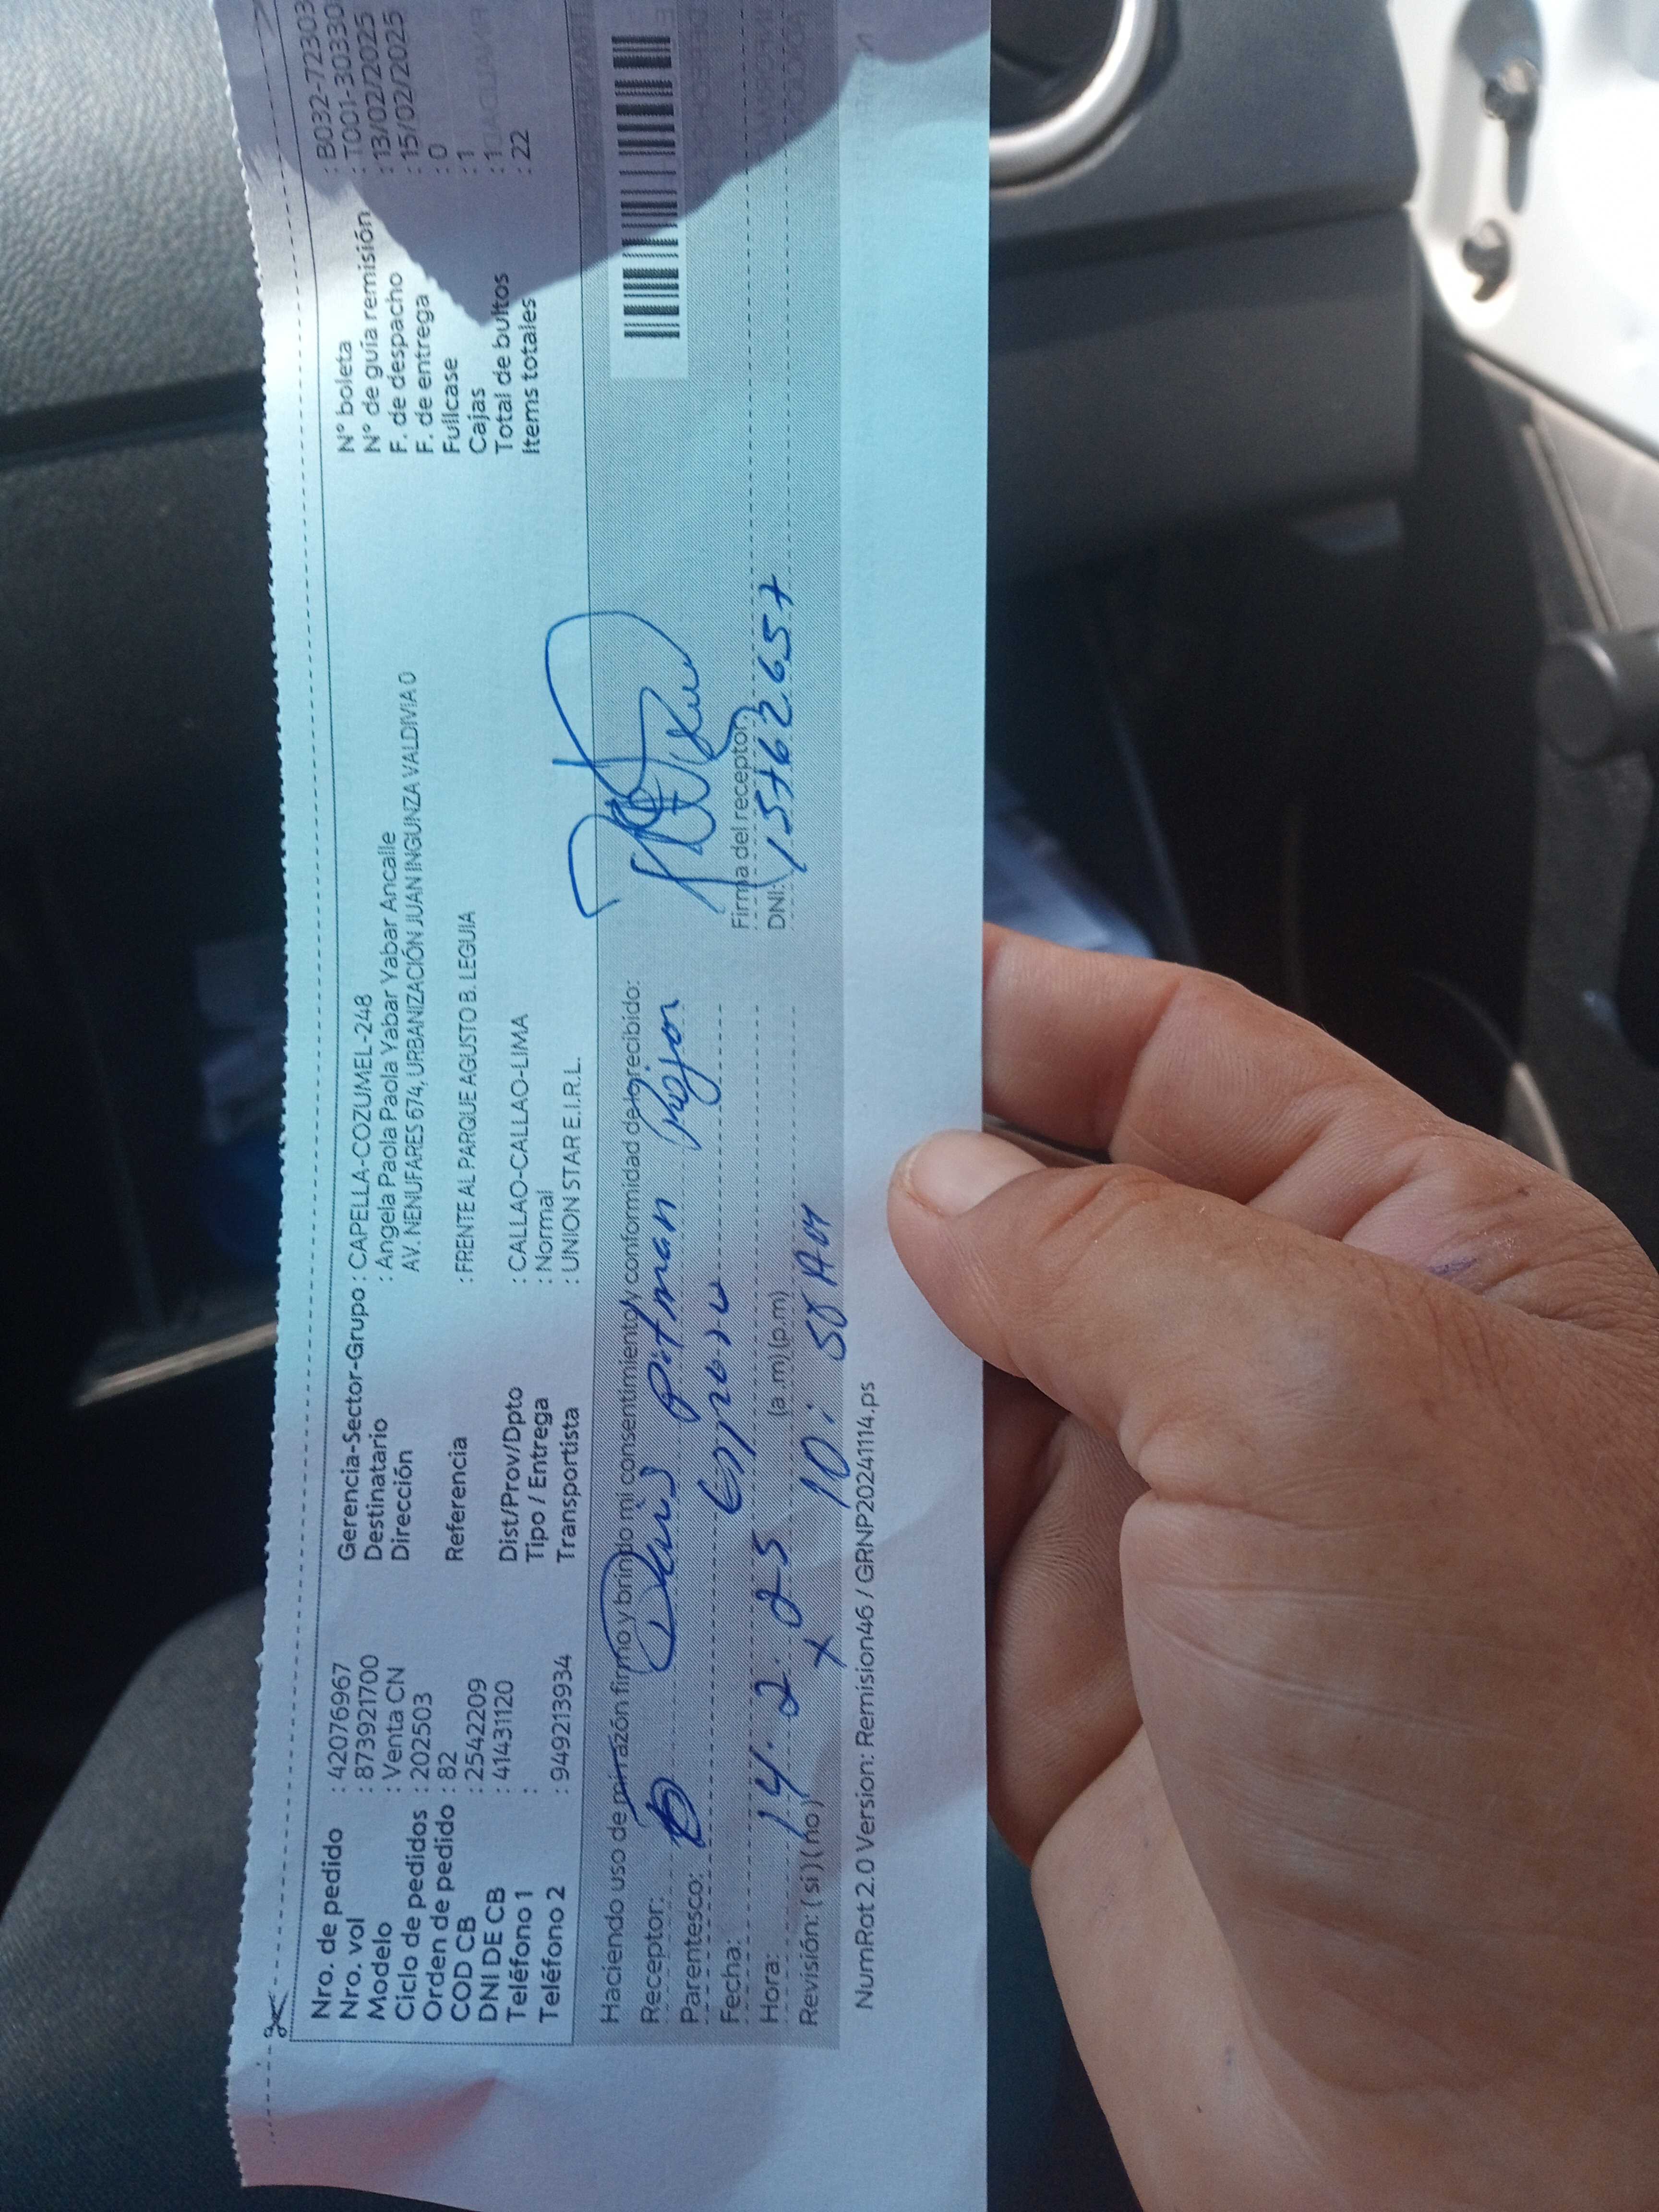 Nro. de pedido : 42076967
Nro. vol : 8739921700
Modelo : Venta CN
Ciclo de pedidos : 202503
Orden de pedido : 82
COD CB : 2542209
DNI DE CB : 41431120
Teléfono 1 :
Teléfono 2 : 949213934
Gerencia-Sector-Grupo : CAPELLA-COZUMEL-248
Destinatario : Angela Paola Paola Yabar Yabar Ancalle
Dirección AV. NENUFARES 674, URBANIZACIÓN JUAN INGUNZA VALDIVIA 0
Referencia : FRENTE AL PARQUE AGUSTO B. LEGUIA
Dist/Prov/Dpto : CALLAO-CALLAO-LIMA
Tipo / Entrega : Normal
Transportista : UNION STAR E.I.R.L.
N° boleta : B032-72303
N° de guía remisión : T001-30330
F. de despacho : 13/02/2025
F. de entrega : 15/02/2025
Fullcase : 0
Cajas : 1
Total de bultos : 1
Items totales : 22
Haciendo uso de mi razón firmo y brindo mi consentimiento y conformidad de lo recibido:
Receptor: Denis Pitman Rojas
Parentesco: Esposo
Fecha: 14.2.25
Hora: (a.m) (p.m) 10:58 AM
Revisión: ( si ) ( no )
Firma del receptor:
DNI: 15762657
NumRot 2.0 Version: Remision46 / GRNP20241114.ps